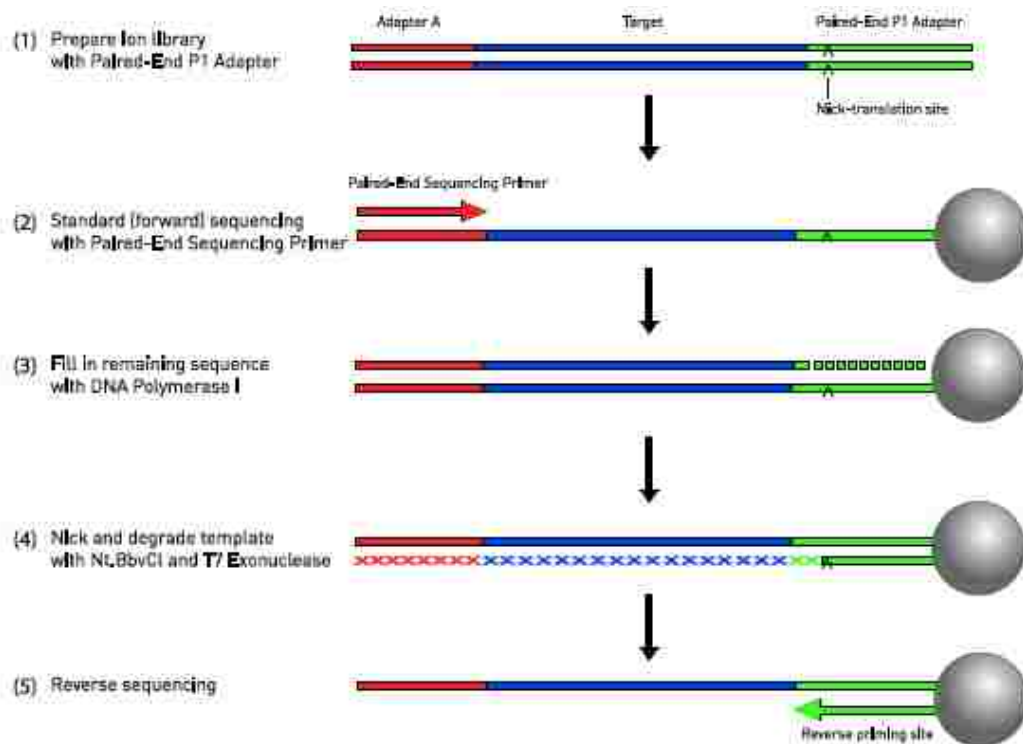 Adapter A
Target
Paired-End P1 Adapter
(1) Prepare Ion library
with Paired-End P1 Adapter
Nick-translation site
Paired-End Sequencing Primer
(2) Standard (forward) sequencing
with Paired-End Sequencing Primer
(3) Fill in remaining sequence
with DNA Polymerase I
(4) Nick and degrade template
with Nt.BbvCI and T7 Exonuclease
(5) Reverse sequencing
Reverse priming site